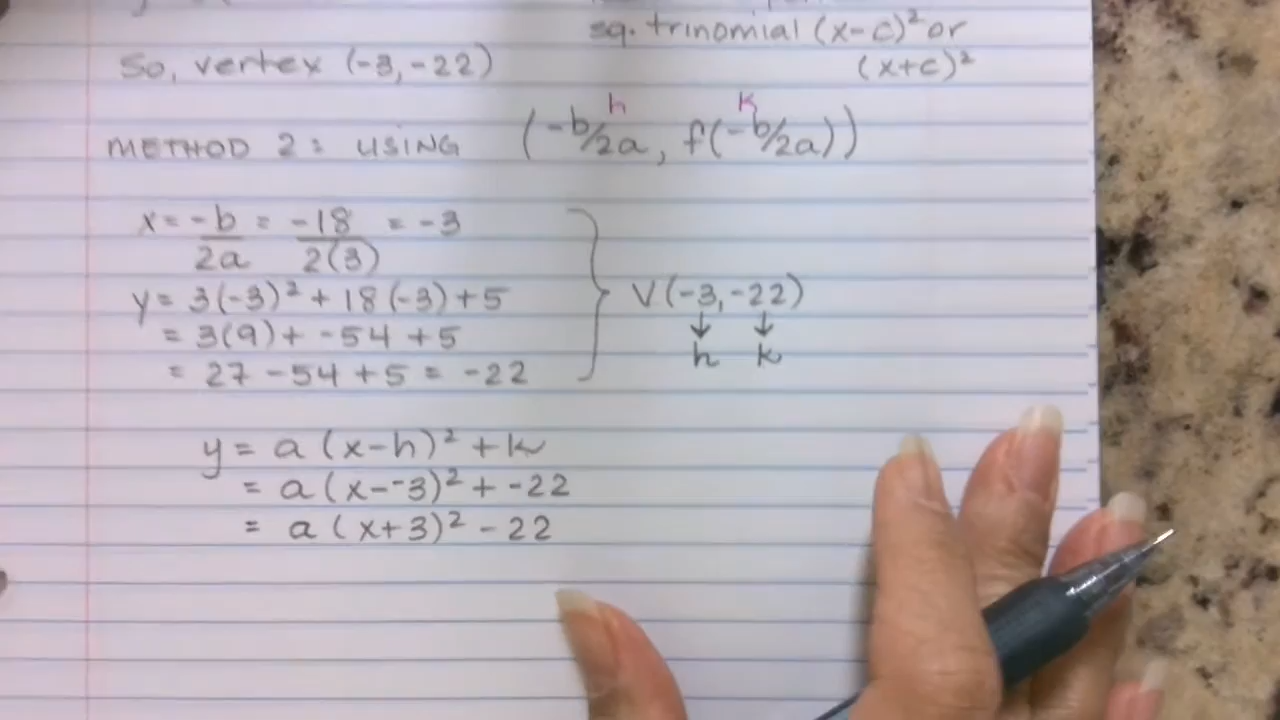 sq. trinomial (x-c)² or
(x+c)²
So, vertex (-3,-22)
h k
METHOD 2: USING (-b/2a, f(-b/2a))
x = -b/2a = -18/2(3) = -3
y = 3(-3)² + 18(-3) + 5
= 3(9) + -54 + 5
= 27 - 54 + 5 = -22
V(-3,-22)
↓ ↓
h k
y = a(x-h)² + k
= a(x--3)² + -22
= a(x+3)² - 22